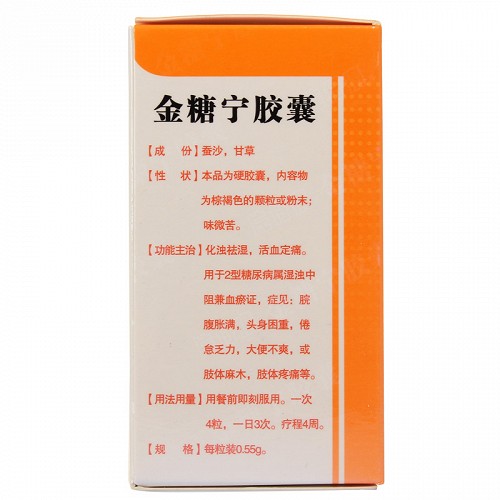 金糖宁胶囊
【成　份】蚕沙，甘草
【性　状】本品为硬胶囊，内容物
为棕褐色的颗粒或粉末；
味微苦。
【功能主治】化浊祛湿，活血定痛。
用于2型糖尿病属湿浊中
阻兼血瘀证，症见：脘
腹胀满，头身困重，倦
怠乏力，大便不爽，或
肢体麻木，肢体疼痛等。
【用法用量】用餐前即刻服用。一次
4粒，一日3次。疗程4周。
【规　格】每粒装0.55g。